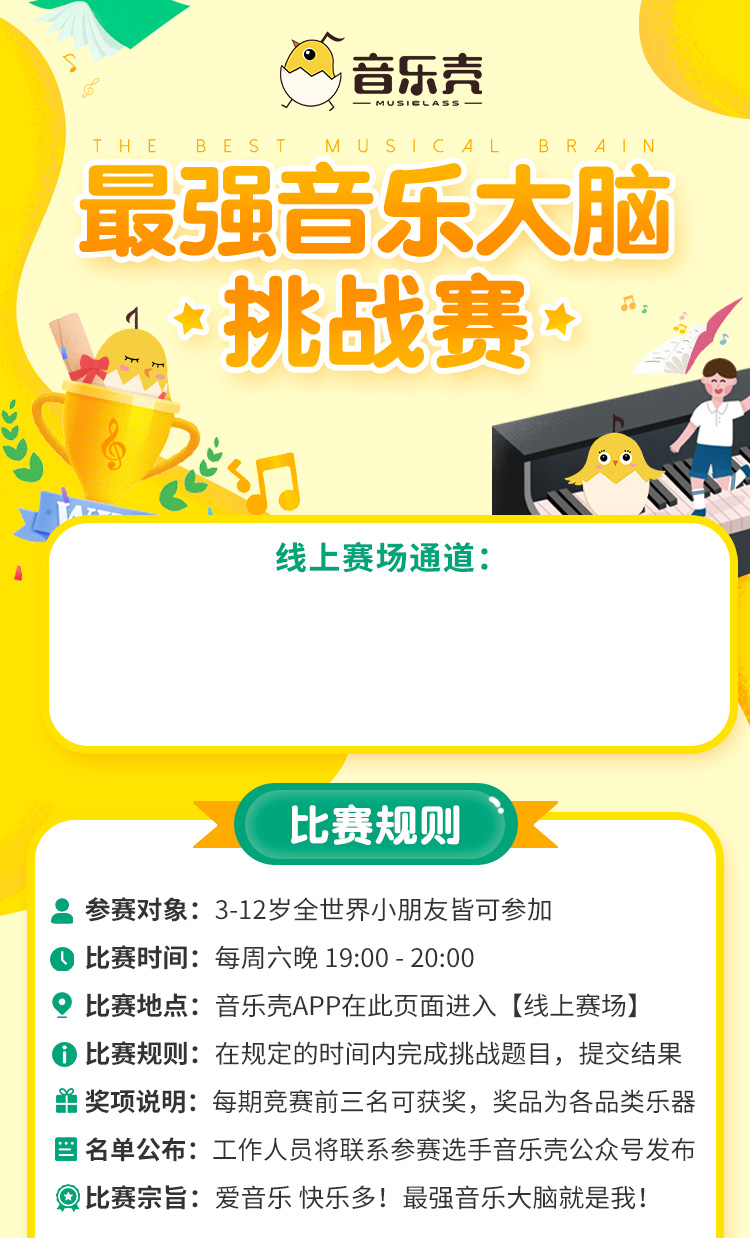 音乐壳
MUSICLASS
THE BEST MUSICAL BRAIN
最强音乐大脑
挑战赛
线上赛场通道：
比赛规则
参赛对象：3-12岁全世界小朋友皆可参加
比赛时间：每周六晚 19:00 - 20:00
比赛地点：音乐壳APP在此页面进入【线上赛场】
比赛规则：在规定的时间内完成挑战题目，提交结果
奖项说明：每期竞赛前三名可获奖，奖品为各品类乐器
名单公布：工作人员将联系参赛选手音乐壳公众号发布
比赛宗旨：爱音乐 快乐多！最强音乐大脑就是我！